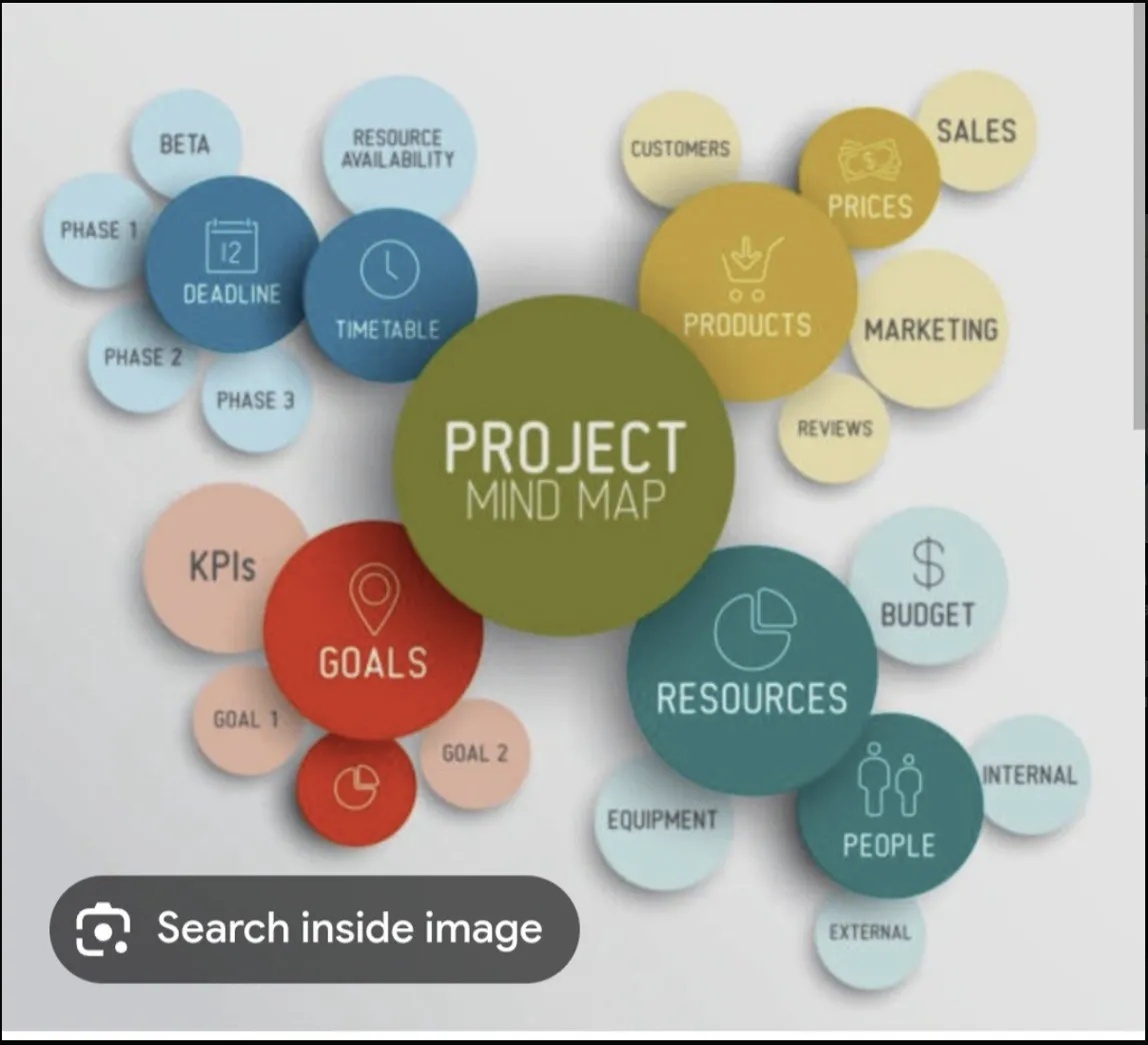 BETA
RESOURCE
AVAILABILITY
PHASE 1
12
DEADLINE
TIMETABLE
PHASE 2
PHASE 3
CUSTOMERS
$
PRICES
SALES
PRODUCTS
MARKETING
REVIEWS
PROJECT
MIND MAP
KPIs
GOALS
GOAL 1
GOAL 2
$
BUDGET
RESOURCES
EQUIPMENT
PEOPLE
INTERNAL
EXTERNAL
Search inside image